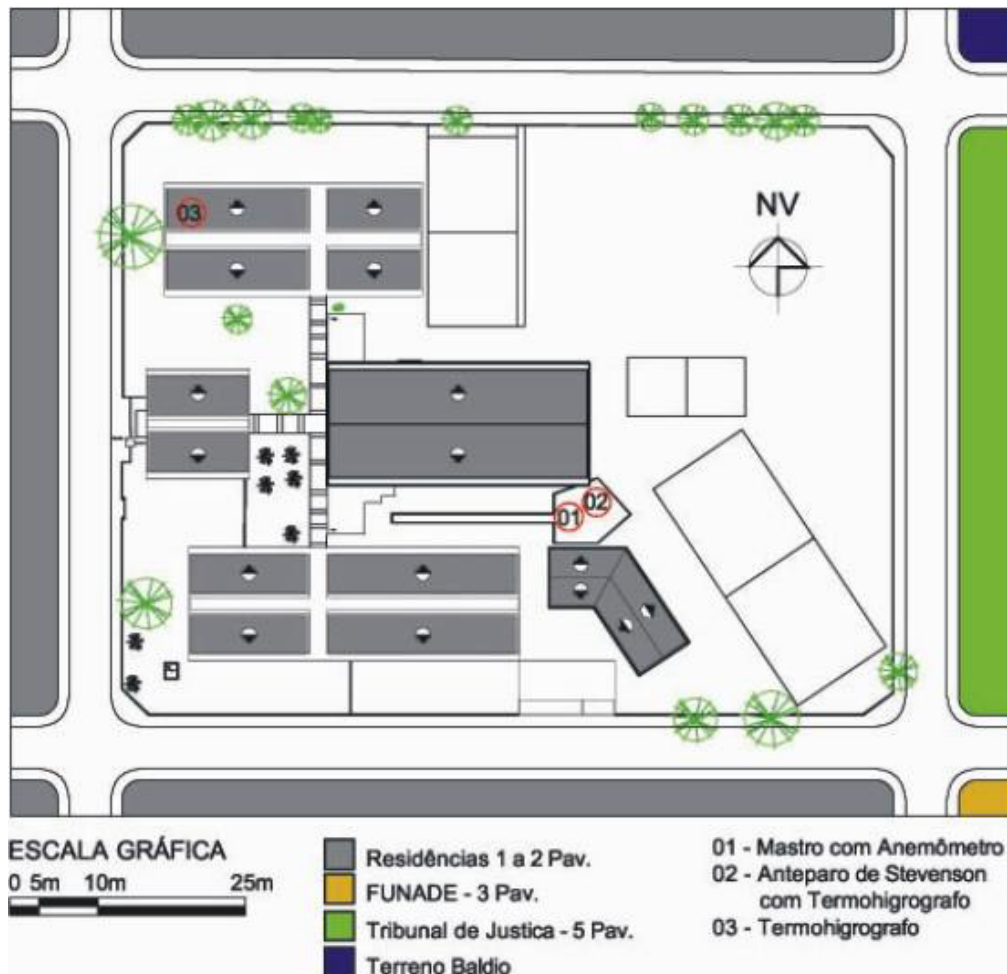 NV
03
02
01
ESCALA GRÁFICA
0 5m 10m 25m
Residências 1 a 2 Pav.
FUNADE - 3 Pav.
Tribunal de Justica - 5 Pav.
Terreno Baldio
01 - Mastro com Anemômetro
02 - Anteparo de Stevenson
com Termohigrografo
03 - Termohigrografo